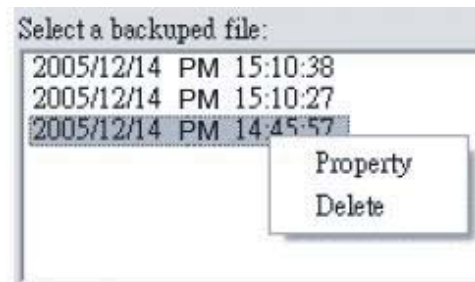 Select a backuped file:
2005/12/14 PM 15:10:38
2005/12/14 PM 15:10:27
2005/12/14 PM 14:45:57
Property
Delete